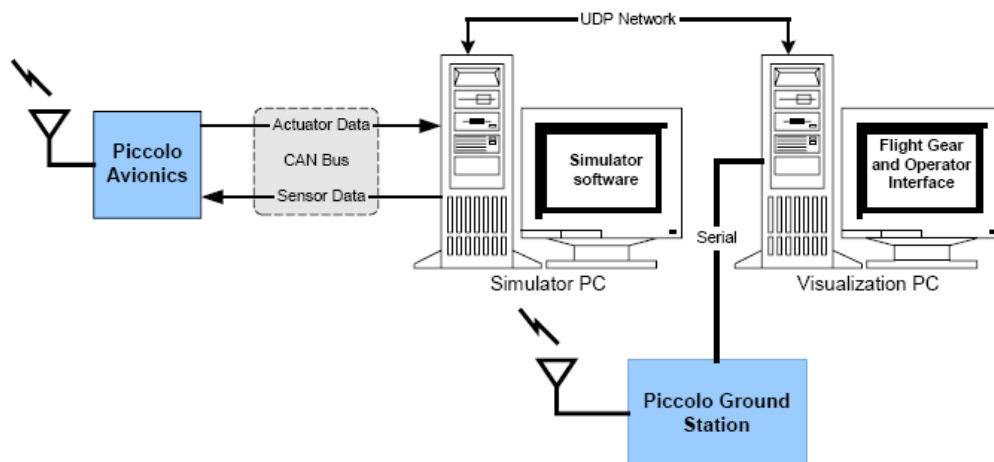 UDP Network
Piccolo
Avionics
Actuator Data
CAN Bus
Sensor Data
Simulator
software
Flight Gear
and Operator
Interface
Serial
Simulator PC
Visualization PC
Piccolo Ground
Station